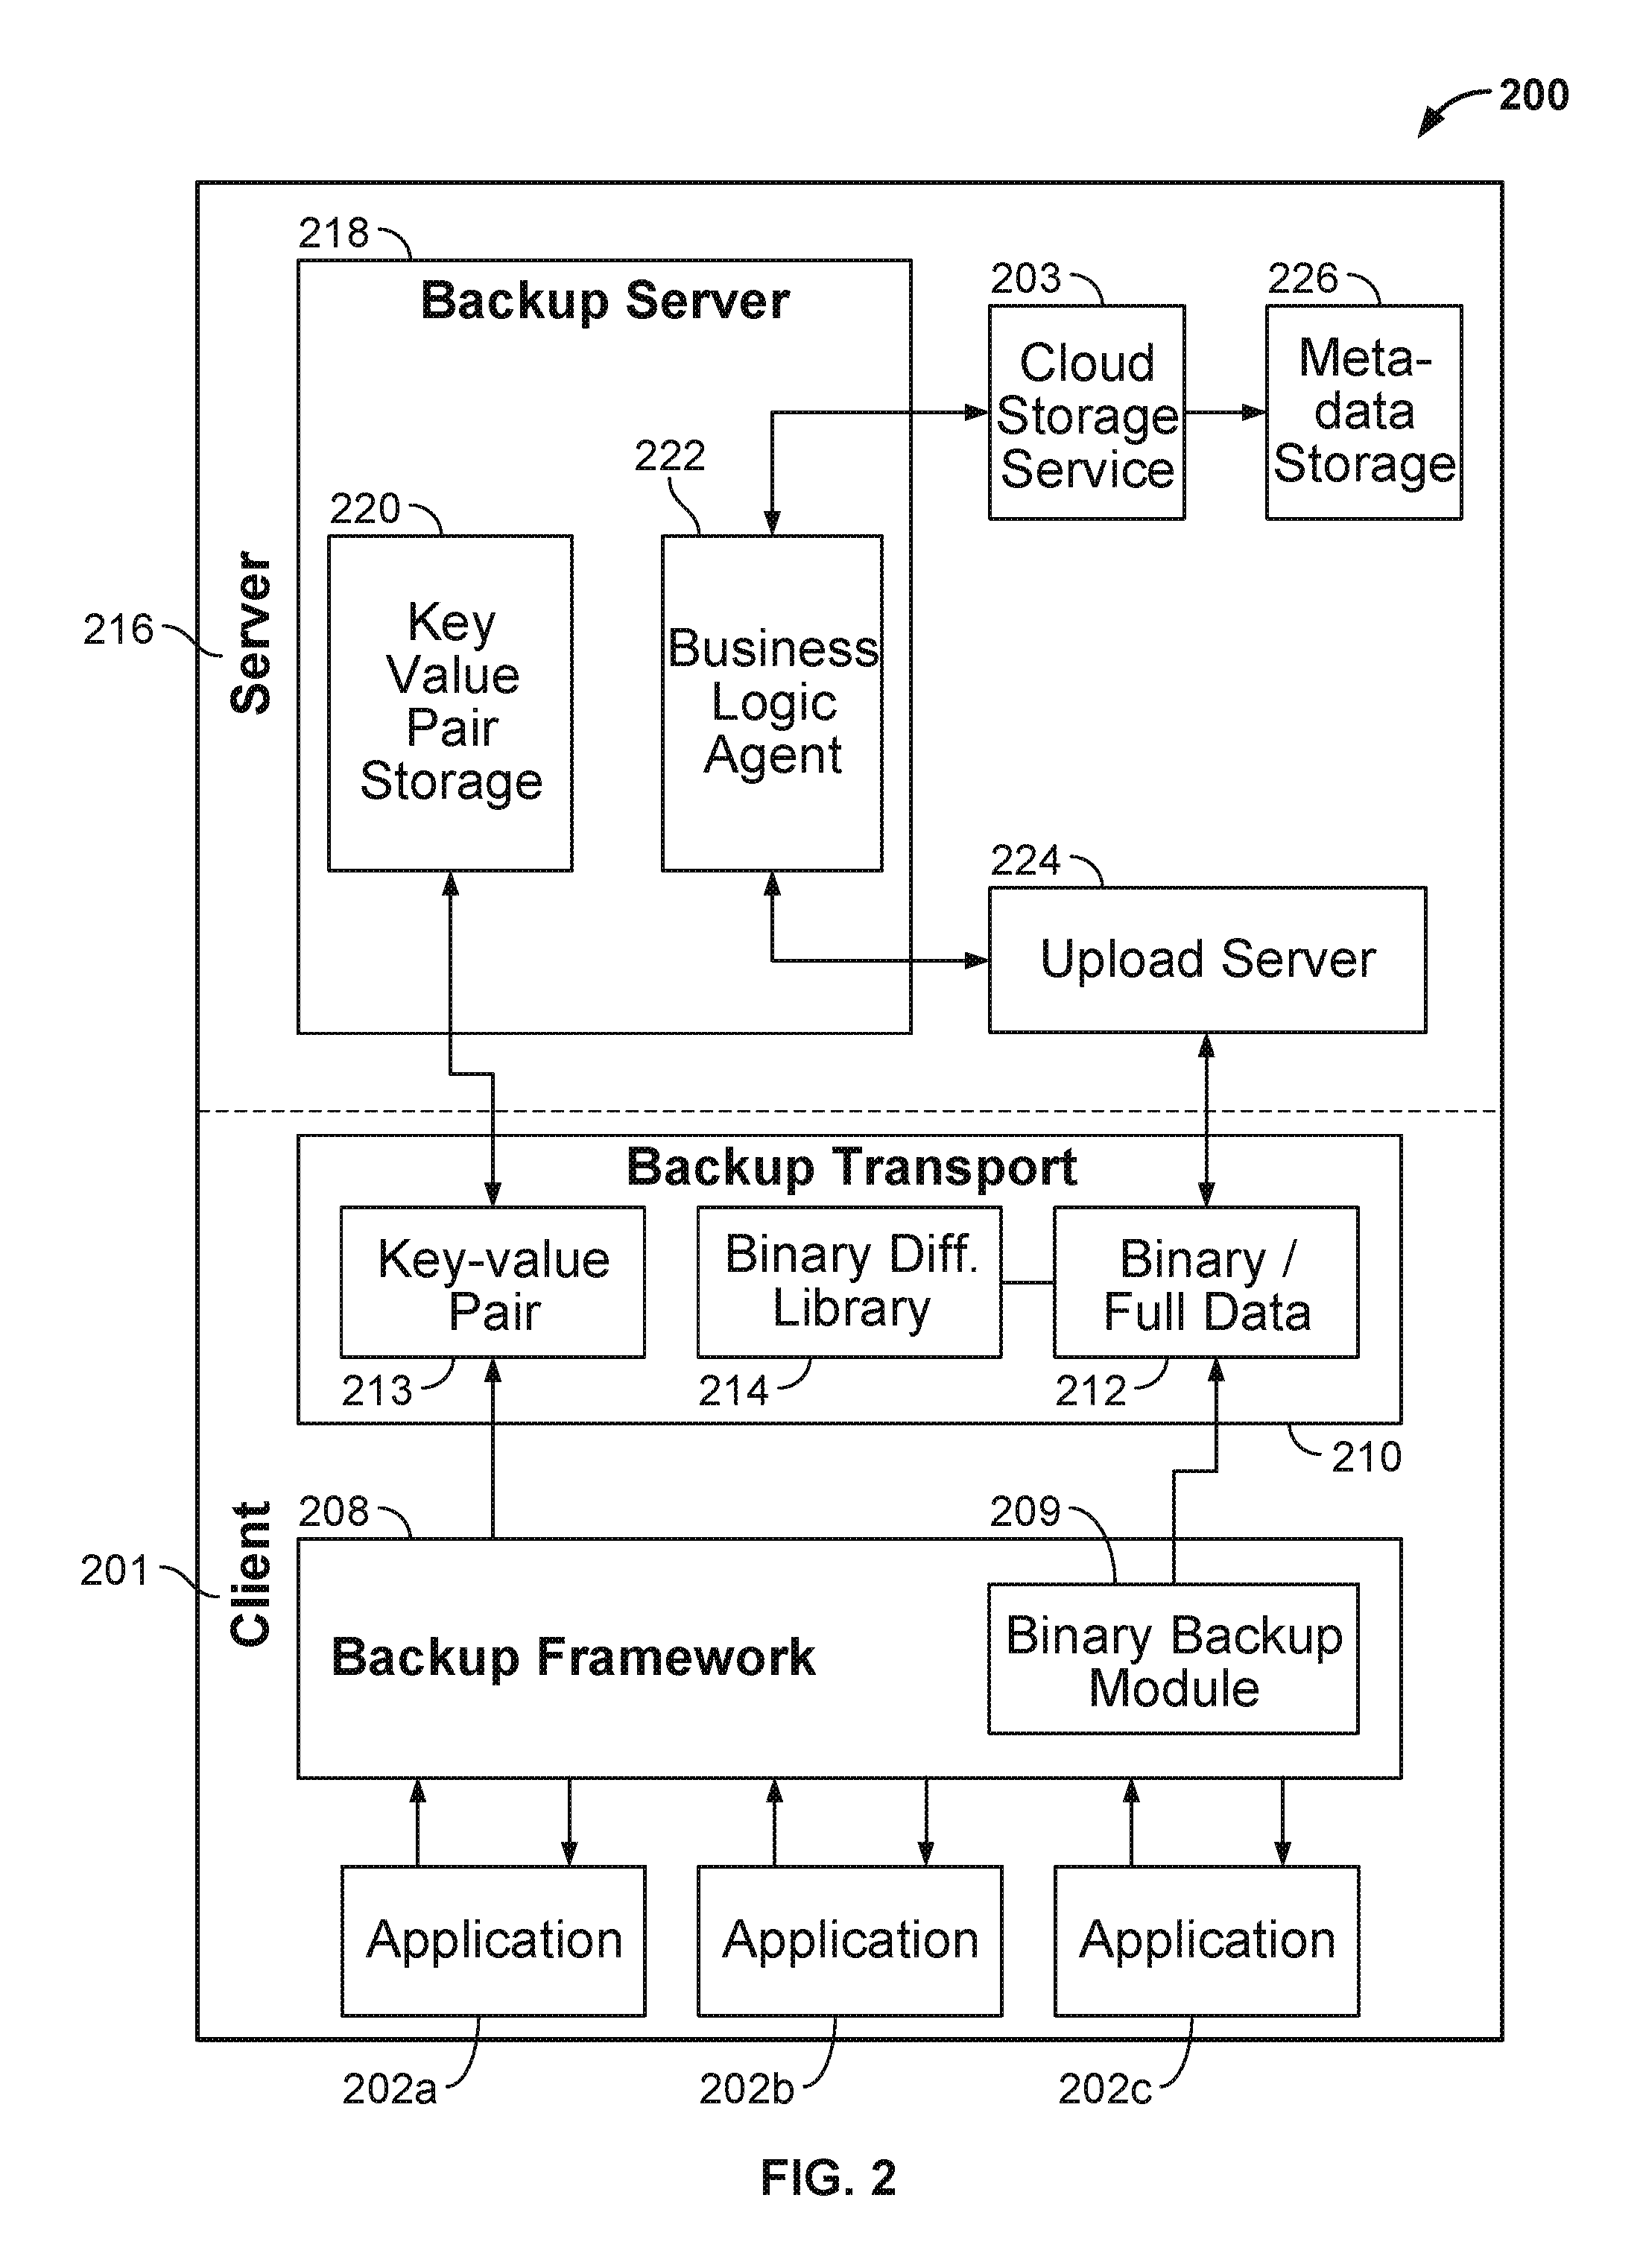 200
218
Backup Server
203
226
Cloud
Storage
Service
Meta-
data
Storage
222
220
Key
Value
Pair
Storage
Business
Logic
Agent
216
Server
224
Upload Server
Backup Transport
Key-value
Pair
Binary Diff.
Library
Binary /
Full Data
213
214
212
210
208
209
201
Client
Backup Framework
Binary Backup
Module
Application
Application
Application
202a
202b
202c
FIG. 2